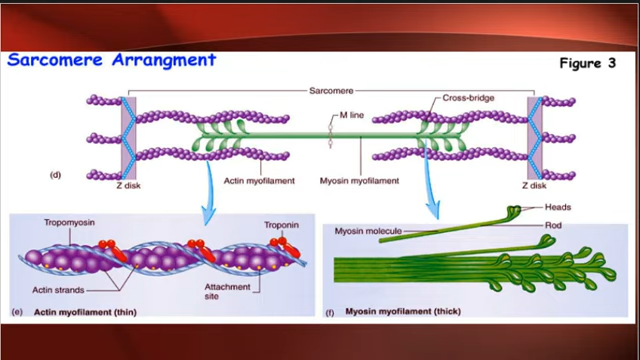 Sarcomere Arrangment
Figure 3
Sarcomere
Cross-bridge
M line
(d)
Z disk
Actin myofilament
Myosin myofilament
Z disk
Tropomyosin
Troponin
Actin strands
Attachment
site
(e) Actin myofilament (thin)
Heads
Rod
Myosin molecule
(f) Myosin myofilament (thick)